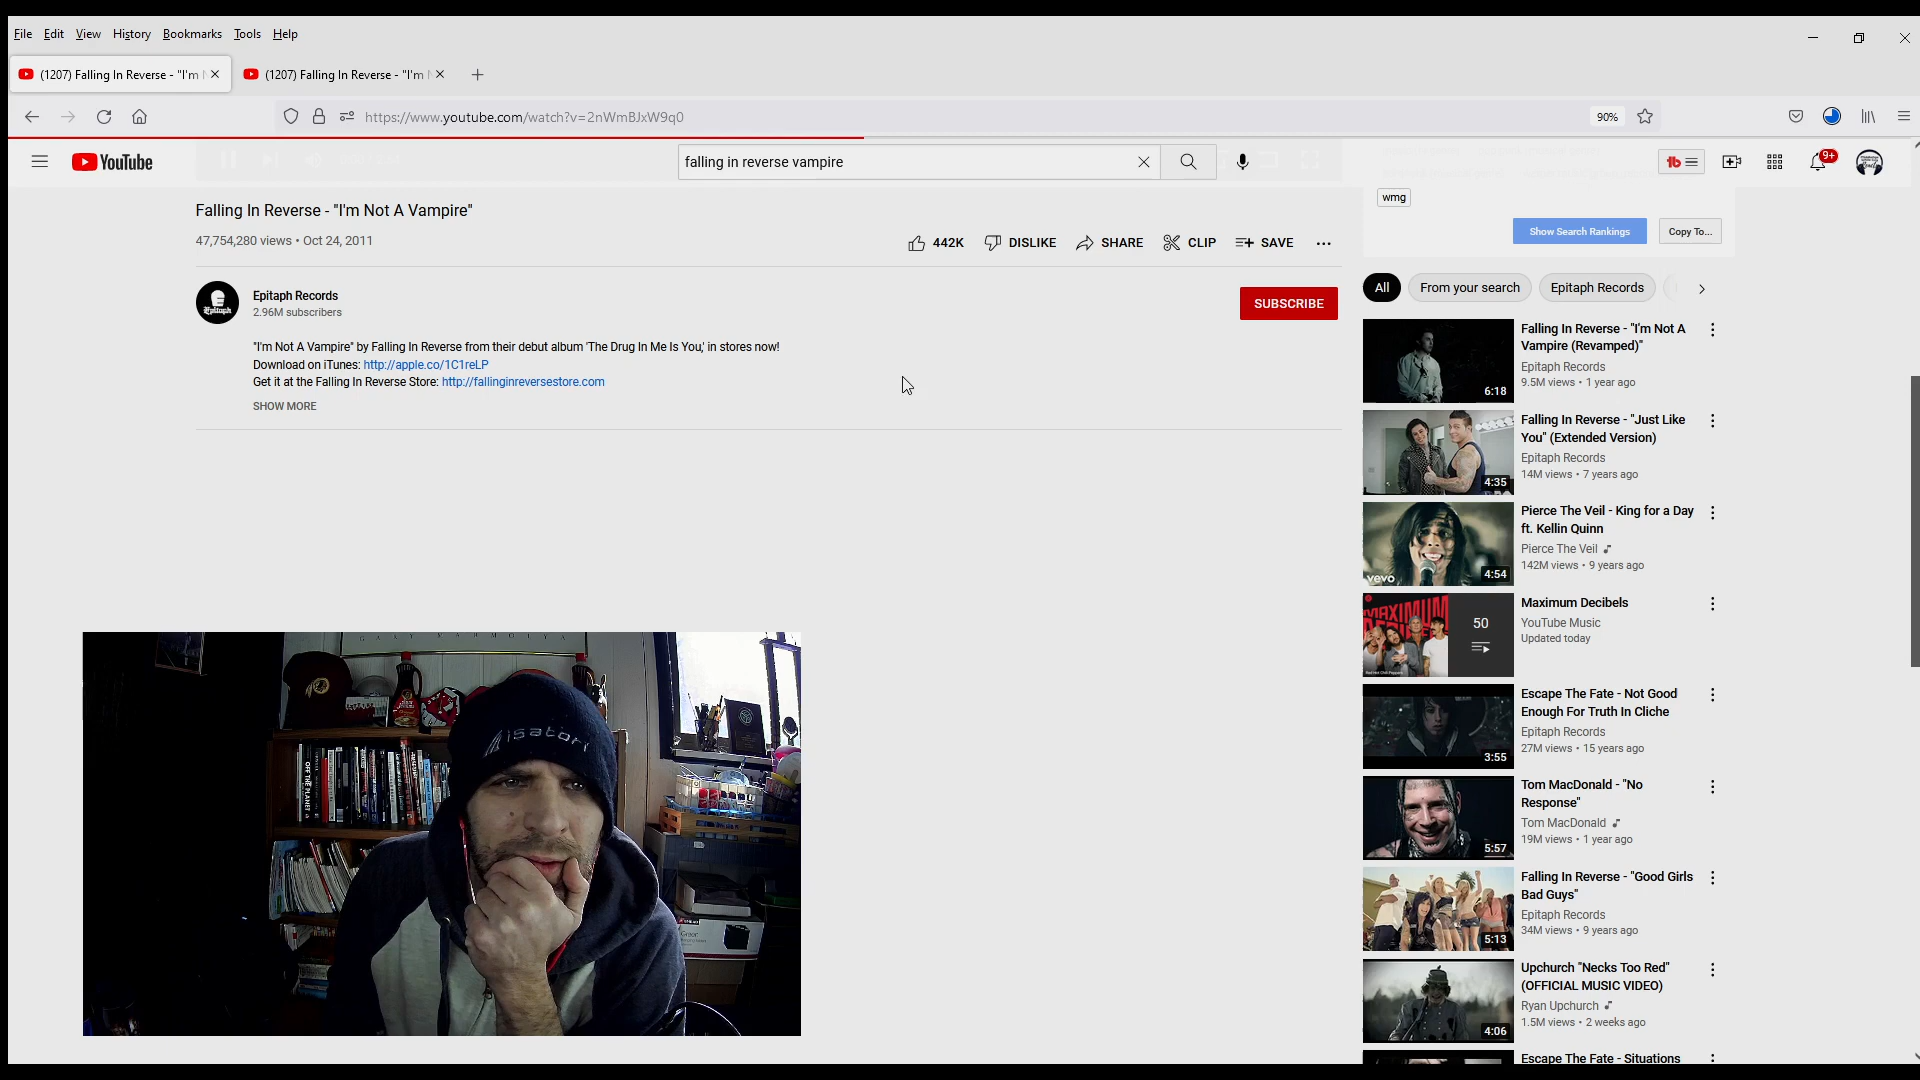 File Edit View History Bookmarks Tools Help
(1207) Falling In Reverse - "I'm
(1207) Falling In Reverse - "I'm
https://www.youtube.com/watch?v=2nWmBJxW9q0
90%
YouTube
falling in reverse vampire
tb
9+
Falling In Reverse - "I'm Not A Vampire"
47,754,280 views • Oct 24, 2011
442K DISLIKE SHARE CLIP SAVE
Epitaph
Epitaph Records
2.96M subscribers
SUBSCRIBE
"I'm Not A Vampire" by Falling In Reverse from their debut album 'The Drug In Me Is You,' in stores now!
Download on iTunes: http://apple.co/1C1reLP
Get it at the Falling In Reverse Store: http://fallinginreversestore.com
SHOW MORE
wmg
Show Search Rankings Copy To...
All From your search Epitaph Records
Falling In Reverse - "I'm Not A
Vampire (Revamped)"
Epitaph Records
9.5M views • 1 year ago
6:18
Falling In Reverse - "Just Like
You" (Extended Version)
Epitaph Records
14M views • 7 years ago
4:35
Pierce The Veil - King for a Day
ft. Kellin Quinn
Pierce The Veil
142M views • 9 years ago
vevo
4:54
Maximum Decibels
YouTube Music
Updated today
MAXIMUM
DECIBELS
50
Escape The Fate - Not Good
Enough For Truth In Cliche
Epitaph Records
27M views • 15 years ago
3:55
Tom MacDonald - "No
Response"
Tom MacDonald
19M views • 1 year ago
5:57
Falling In Reverse - "Good Girls
Bad Guys"
Epitaph Records
34M views • 9 years ago
5:13
Upchurch "Necks Too Red"
(OFFICIAL MUSIC VIDEO)
Ryan Upchurch
1.5M views • 2 weeks ago
4:06
Escape The Fate - Situations
isatori
OFF THE PLANET